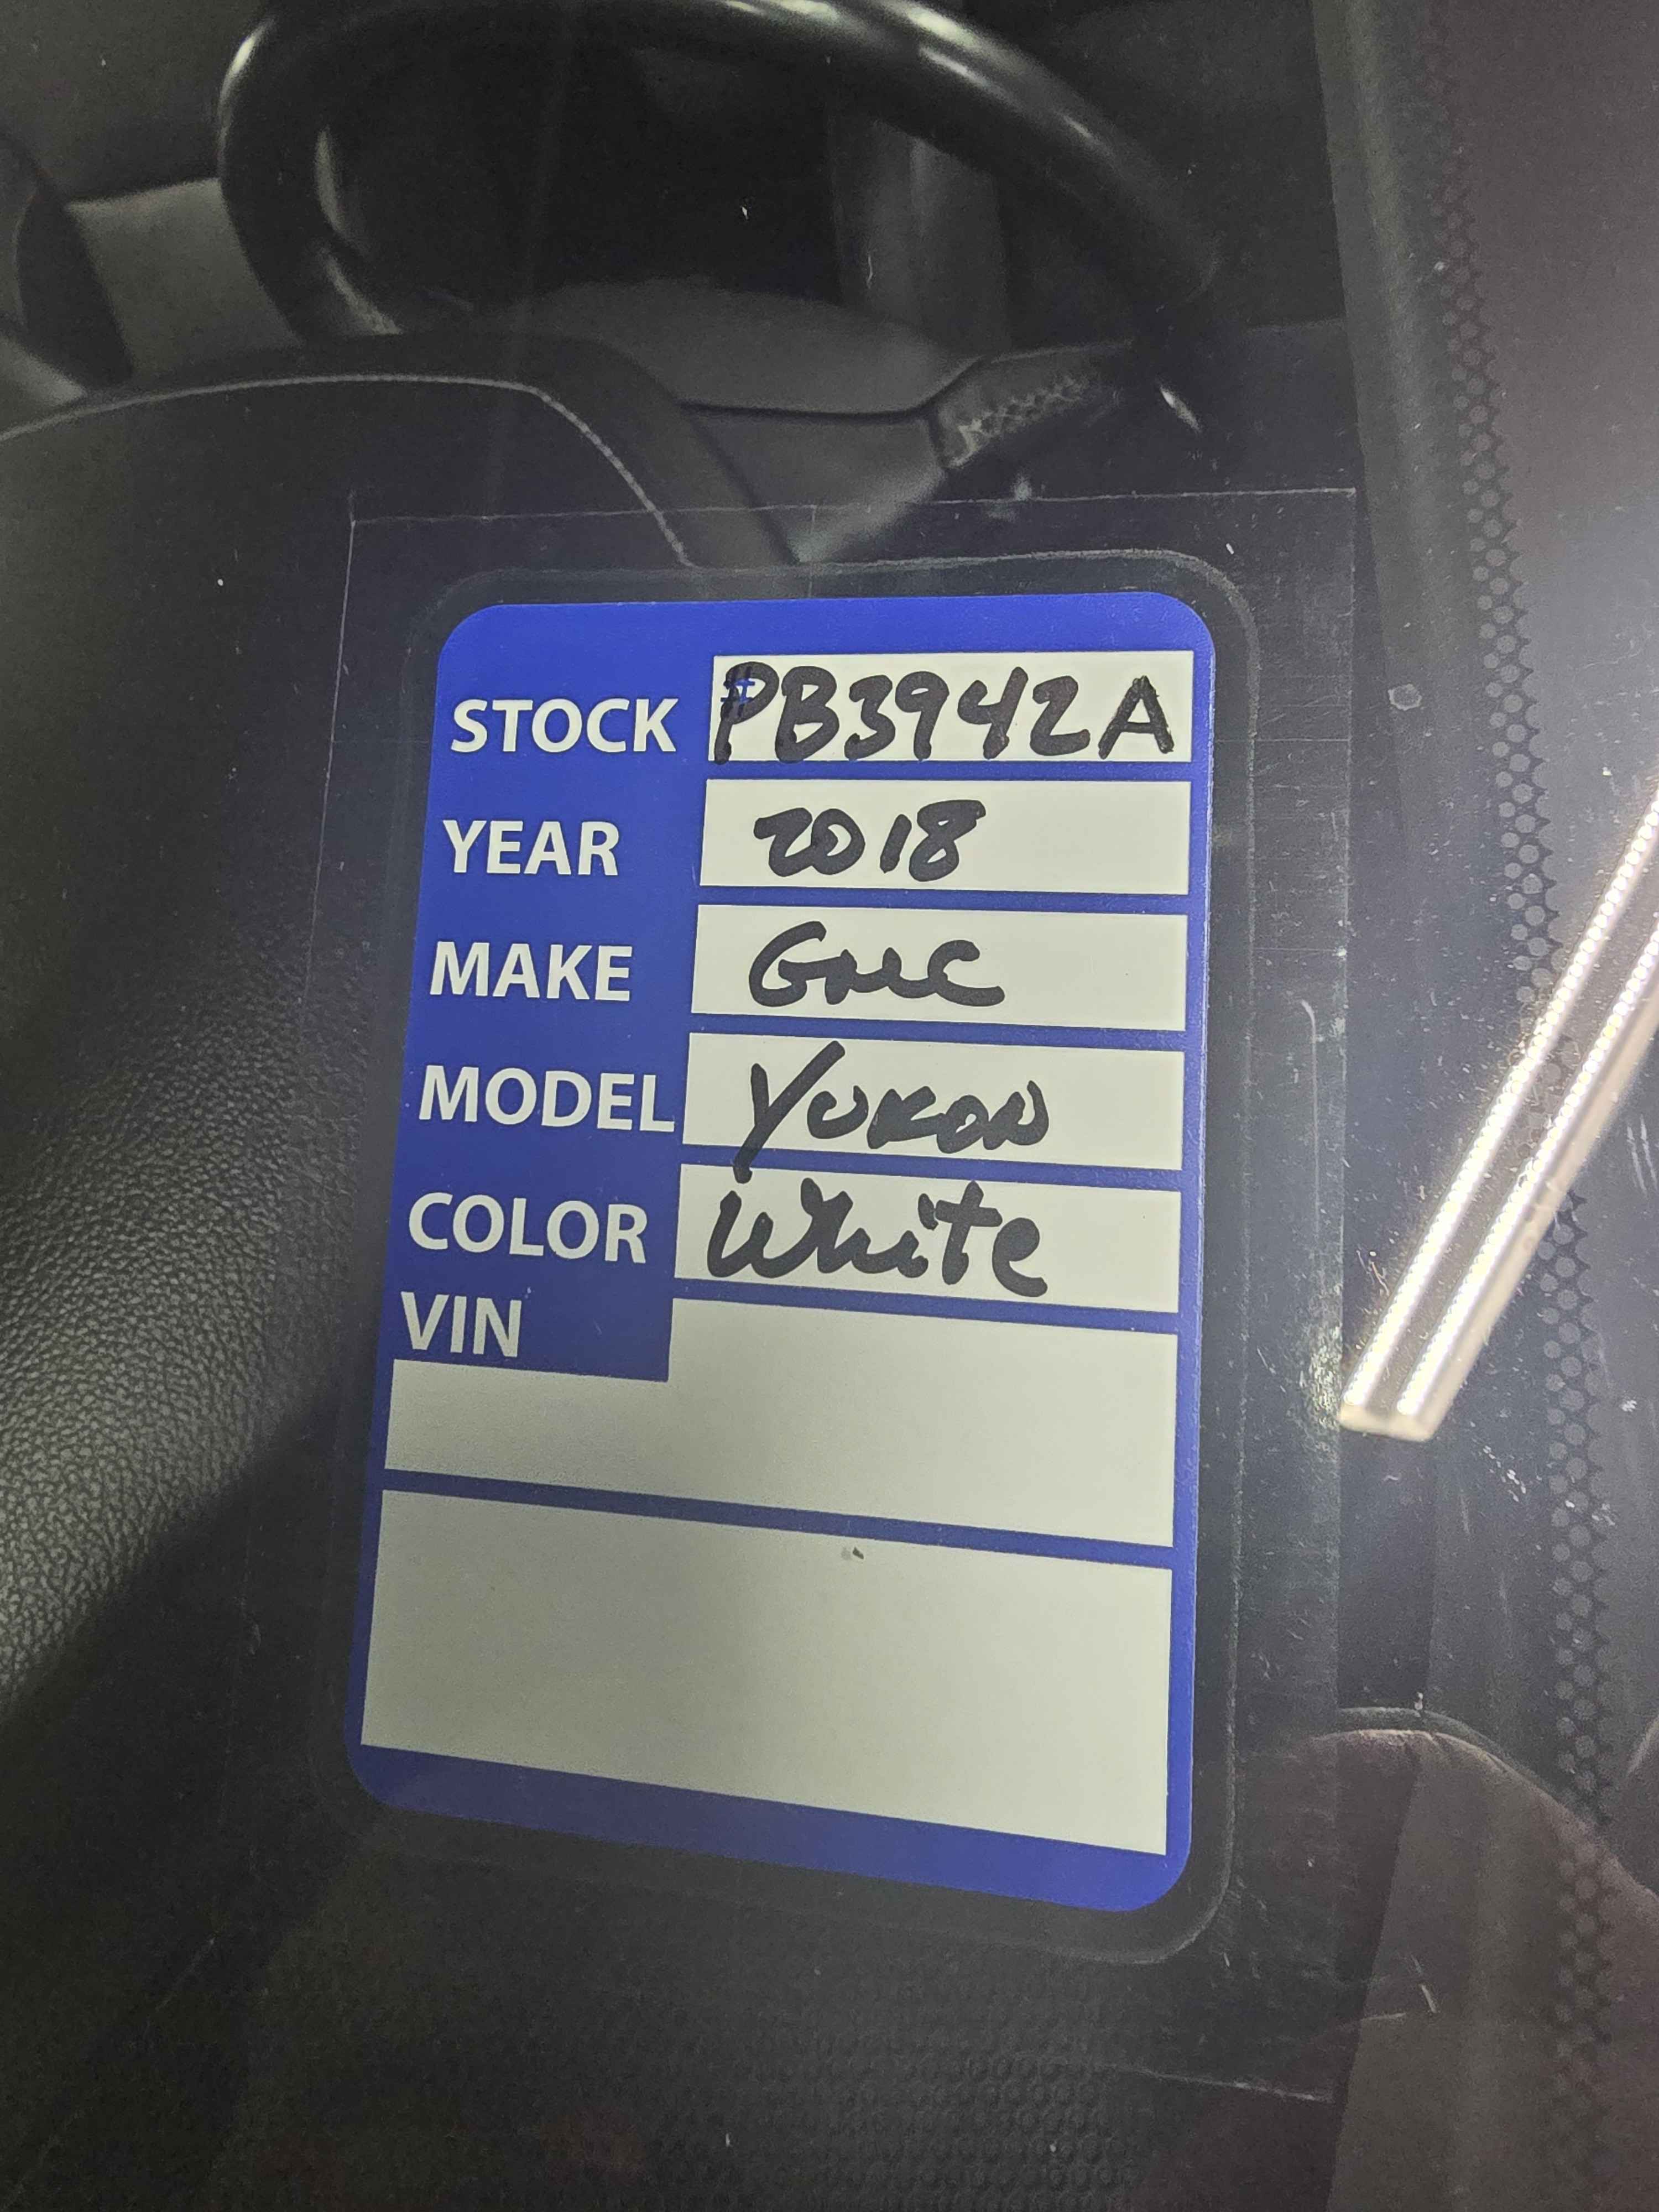 STOCK # PB3942A
YEAR 2018
MAKE GMC
MODEL YUKON
COLOR White
VIN